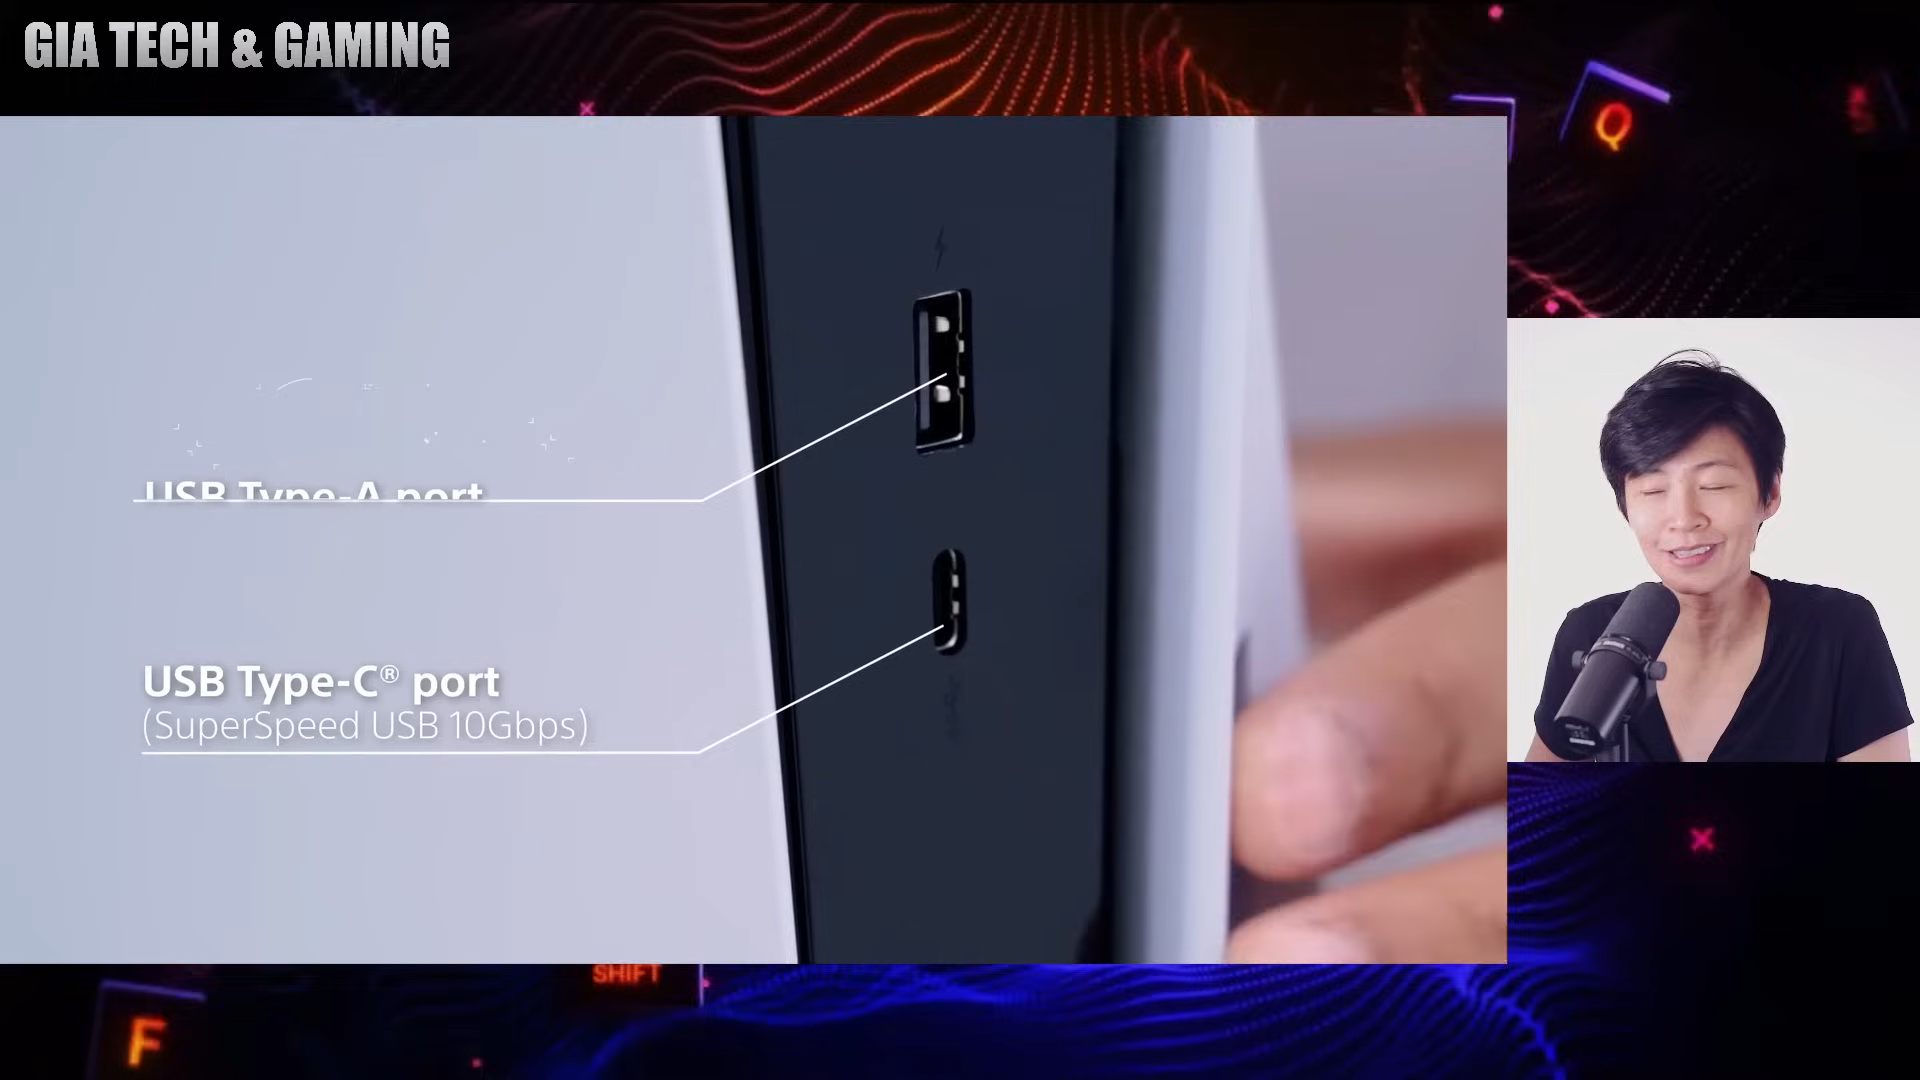 GIA TECH & GAMING
Q
USB Type-A port
USB Type-C® port
(SuperSpeed USB 10Gbps)
SHIFT
F